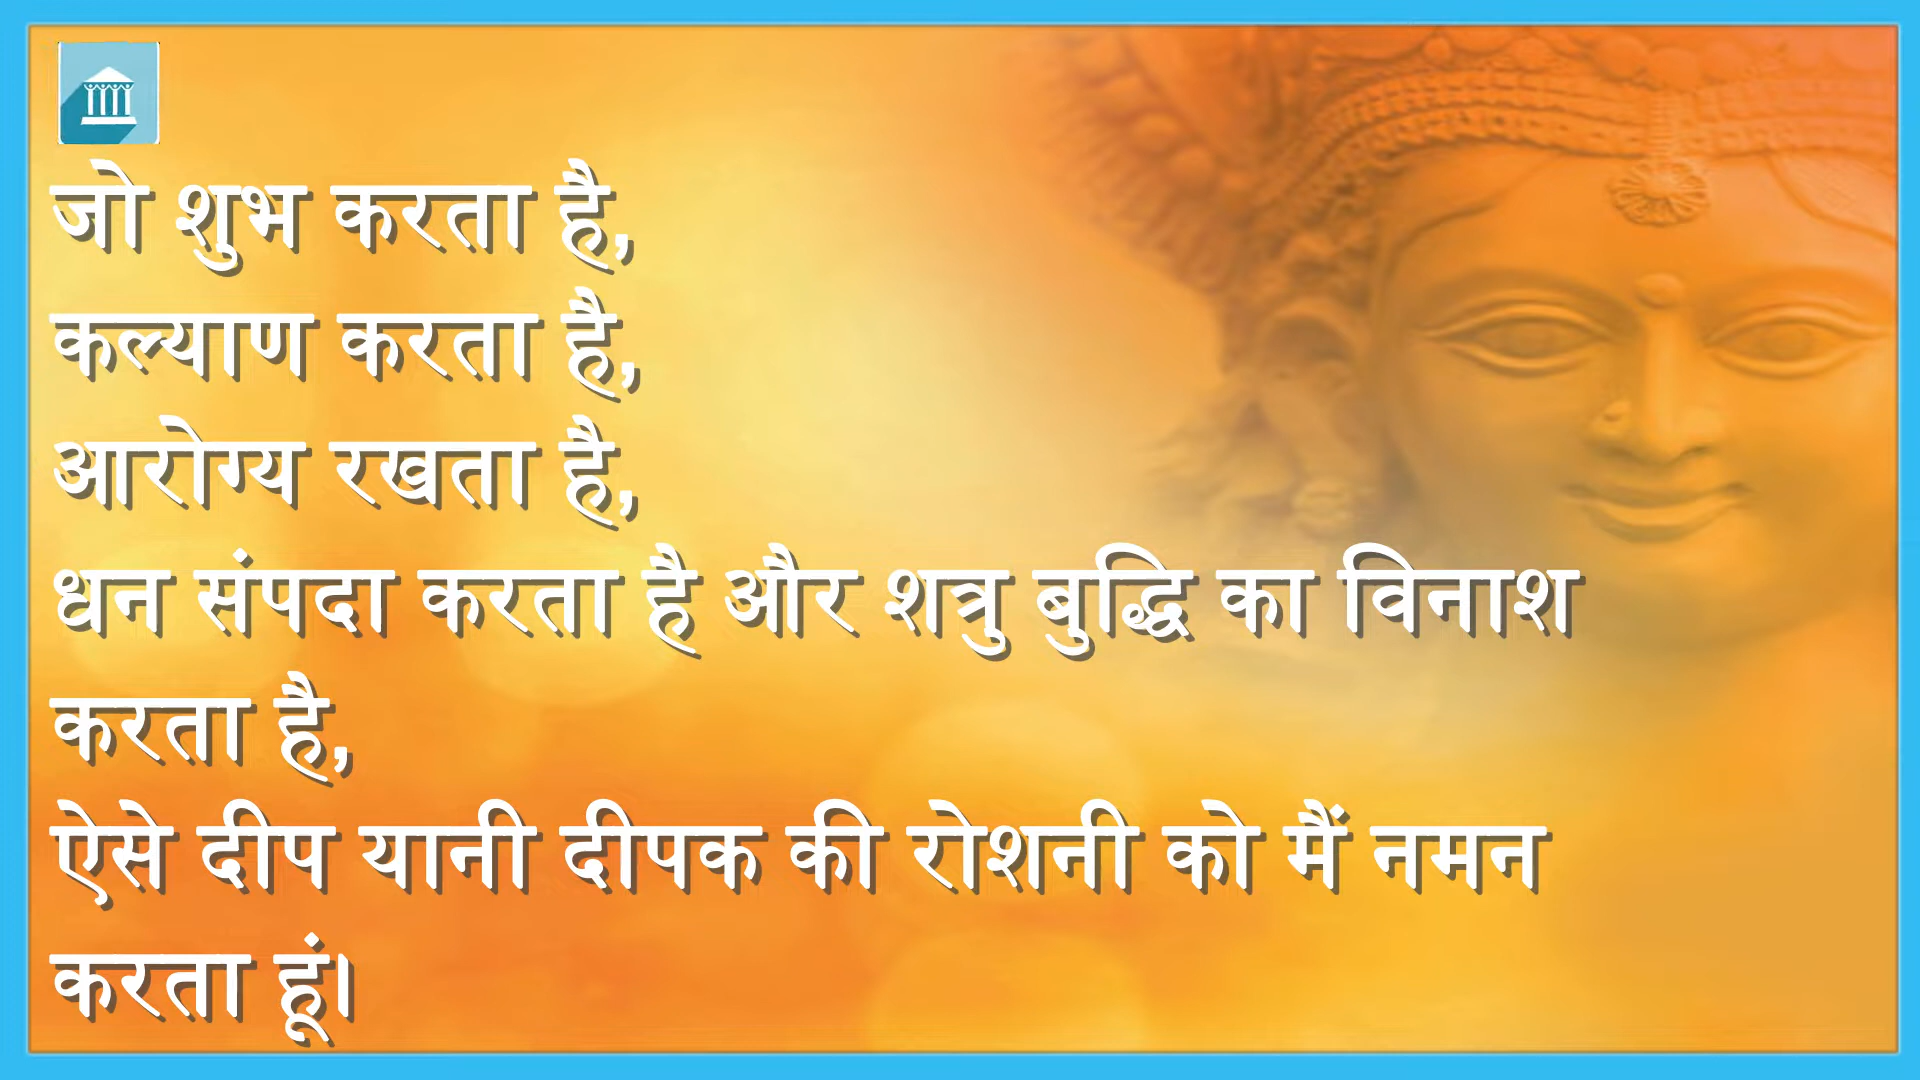 जो शुभ करता है,
कल्याण करता है,
आरोग्य रखता है,
धन संपदा करता है और शत्रु बुद्धि का विनाश
करता है,
ऐसे दीप यानी दीपक की रोशनी को मैं नमन
करता हूं।